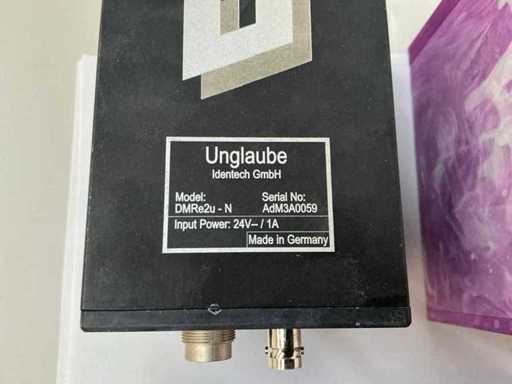 Unglaube
Identech GmbH
Model: Serial No:
DMRe2u - N AdM3A0059
Input Power: 24V⎓ / 1A
Made in Germany